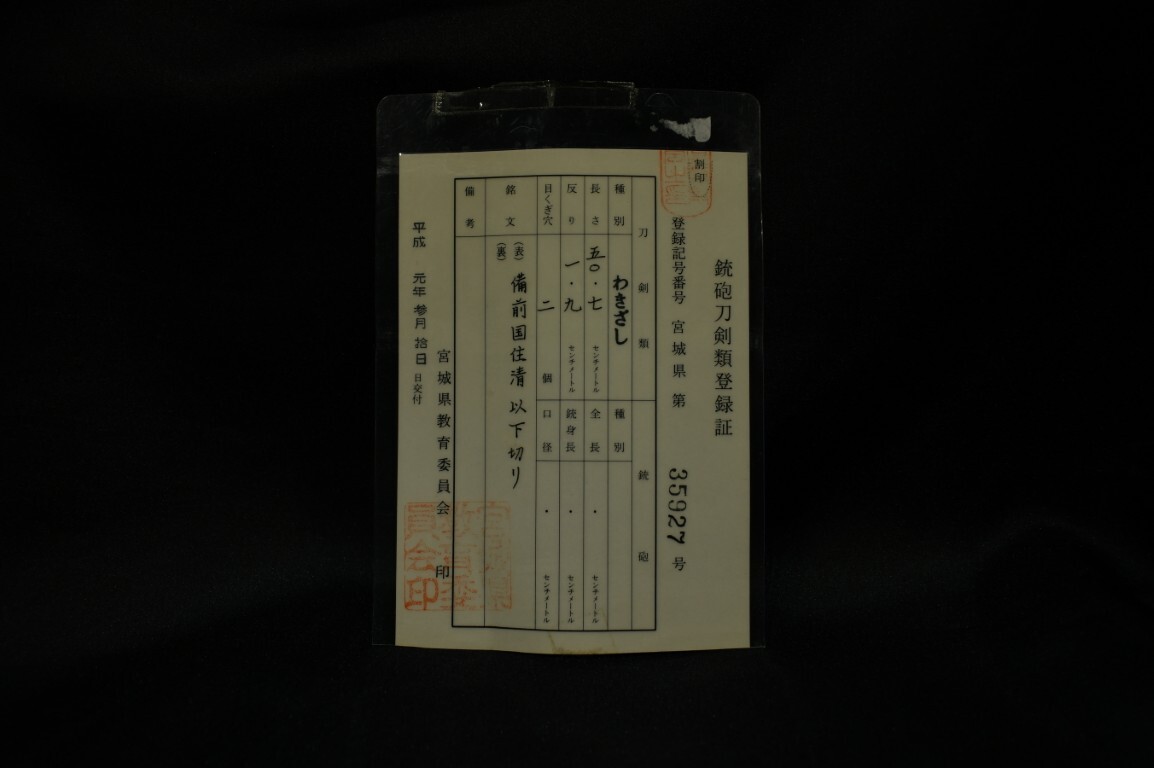 銃砲刀剣類登録証
割印
登録記号番号 宮城県 第 35927 号
刀剣類
銃砲
種別 わきざし
種別
長さ 五〇・七 センチメートル
全長 ・ センチメートル
反り 一・九 センチメートル
銃身長 ・ センチメートル
目くぎ穴 二 個
口径 ・ センチメートル
銘文 (表) 備前国住清 以下切り
(裏)
備考
宮城県教育委員会 印
平成 元年 参月 拾日 日交付